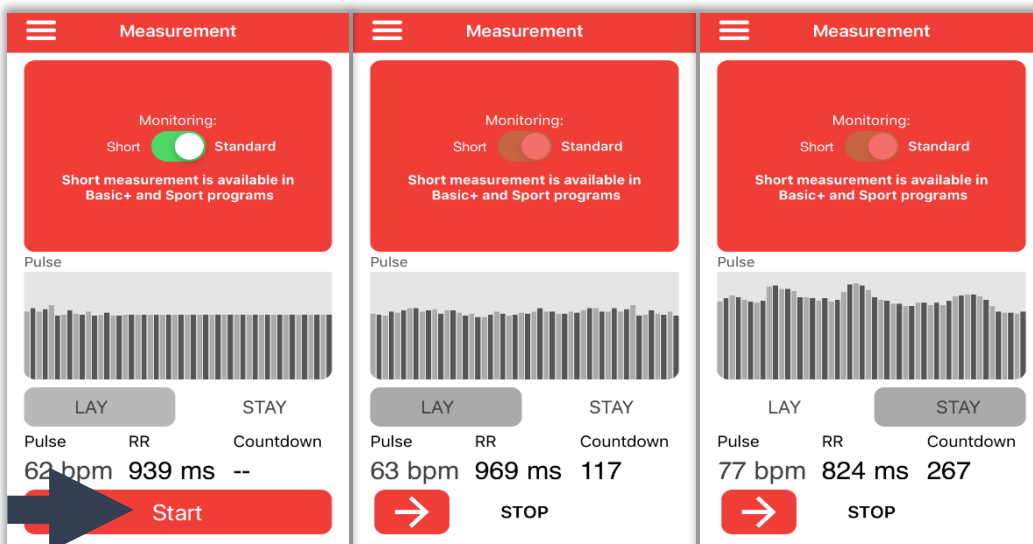 Measurement
Monitoring:
Short Standard
Short measurement is available in
Basic+ and Sport programs
Pulse
LAY STAY
Pulse RR Countdown
62 bpm 939 ms --
Start
Measurement
Monitoring:
Short Standard
Short measurement is available in
Basic+ and Sport programs
Pulse
LAY STAY
Pulse RR Countdown
63 bpm 969 ms 117
STOP
Measurement
Monitoring:
Short Standard
Short measurement is available in
Basic+ and Sport programs
Pulse
LAY STAY
Pulse RR Countdown
77 bpm 824 ms 267
STOP